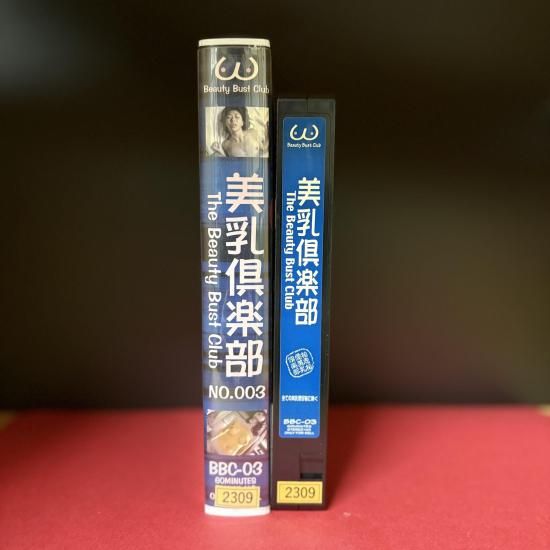 Beauty Bust Club
美乳倶楽部
The Beauty Bust Club
NO.003
BBC-03
60MINUTES
2309
Beauty Bust Club
美乳倶楽部
The Beauty Bust Club
BBC-03
60MINUTES
2309